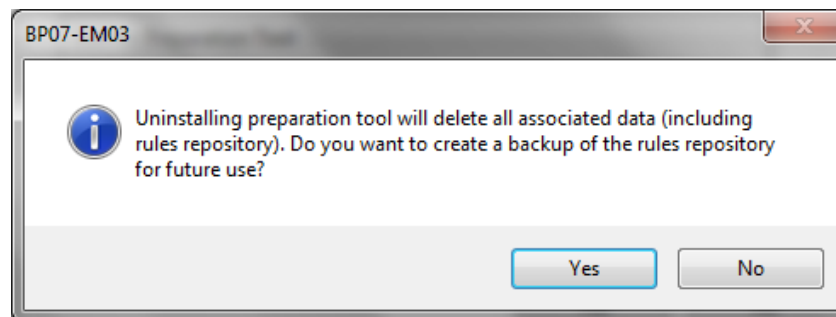 BP07-EM03
Uninstalling preparation tool will delete all associated data (including
rules repository). Do you want to create a backup of the rules repository
for future use?
Yes
No